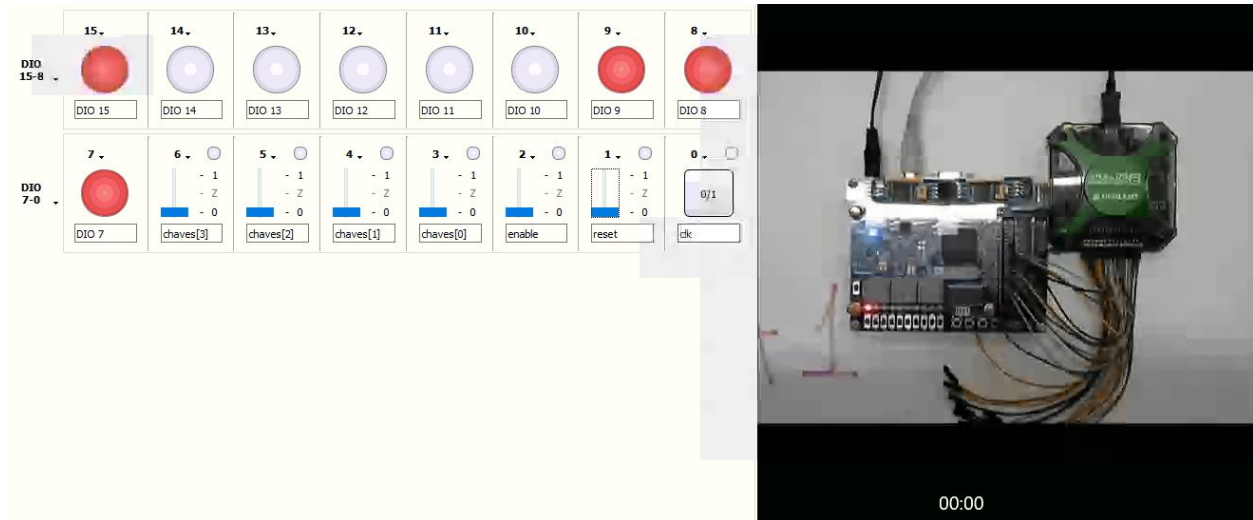 15 14 13 12 11 10 9 8
DIO 15-8
DIO 15 DIO 14 DIO 13 DIO 12 DIO 11 DIO 10 DIO 9 DIO 8
7 6 5 4 3 2 1 0
- 1 - 1 - 1 - 1 - 1 - 1
- Z - Z - Z - Z - Z - Z 0/1
- 0 - 0 - 0 - 0 - 0 - 0
DIO 7-0
DIO 7 chaves[3] chaves[2] chaves[1] chaves[0] enable reset clk
00:00